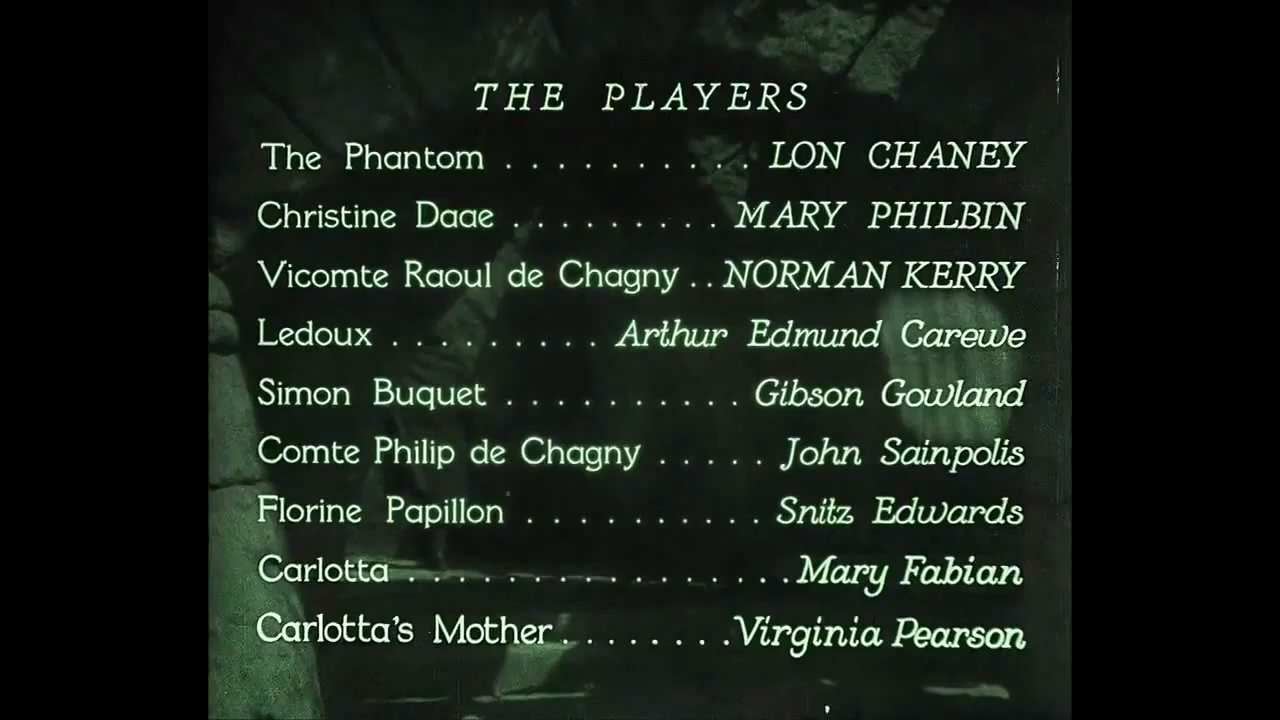 THE PLAYERS
The Phantom . . . . . . . . . . LON CHANEY
Christine Daae . . . . . . . . . MARY PHILBIN
Vicomte Raoul de Chagny . . NORMAN KERRY
Ledoux . . . . . . . . . Arthur Edmund Carewe
Simon Buquet . . . . . . . . . . Gibson Gowland
Comte Philip de Chagny . . . . . John Sainpolis
Florine Papillon . . . . . . . . . . Snitz Edwards
Carlotta . . . . . . . . . . . . . . . . Mary Fabian
Carlotta's Mother . . . . . . . Virginia Pearson